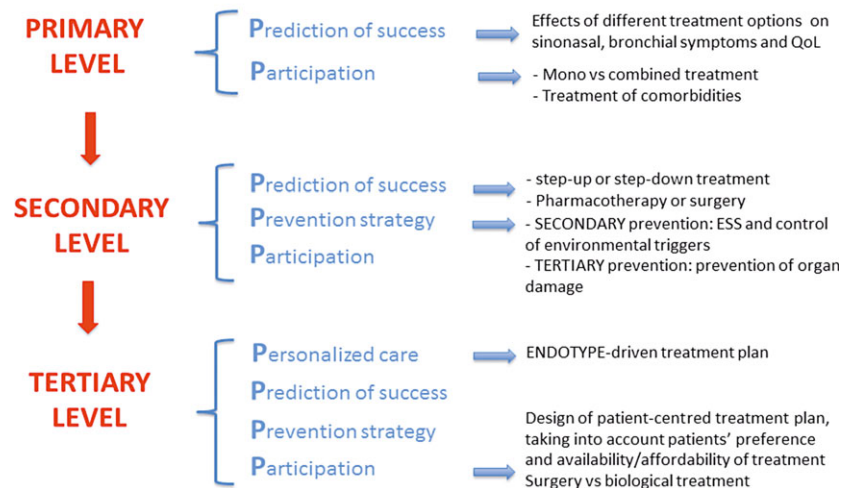 PRIMARY
LEVEL
Prediction of success
Effects of different treatment options on
sinonasal, bronchial symptoms and QoL
Participation
- Mono vs combined treatment
- Treatment of comorbidities
SECONDARY
LEVEL
Prediction of success
- step-up or step-down treatment
- Pharmacotherapy or surgery
Prevention strategy
- SECONDARY prevention: ESS and control
of environmental triggers
Participation
- TERTIARY prevention: prevention of organ
damage
TERTIARY
LEVEL
Personalized care
ENDOTYPE-driven treatment plan
Prediction of success
Prevention strategy
Participation
Design of patient-centred treatment plan,
taking into account patients' preference
and availability/affordability of treatment
Surgery vs biological treatment